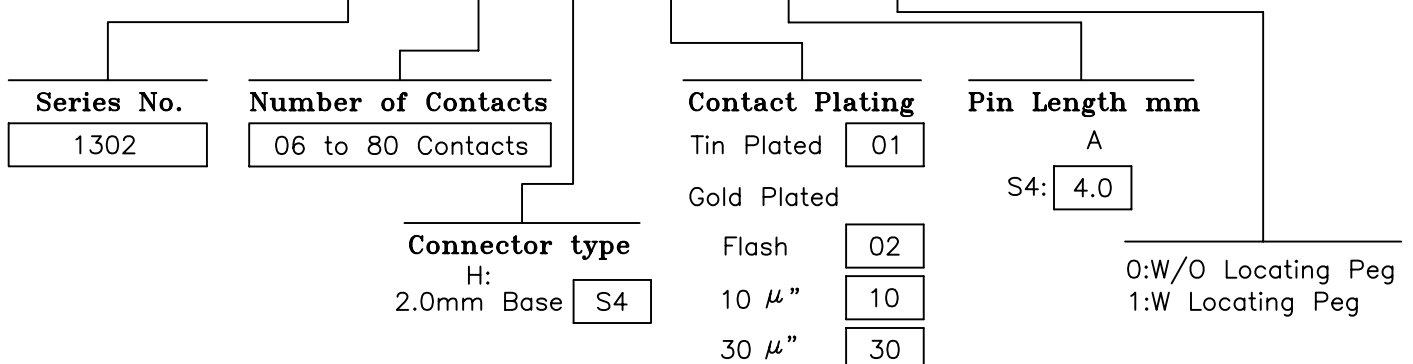 Series No.
1302
Number of Contacts
06 to 80 Contacts
Connector type
H:
2.0mm Base S4
Contact Plating
Tin Plated 01
Gold Plated
Flash 02
10 μ” 10
30 μ” 30
Pin Length mm
A
S4: 4.0
0:W/O Locating Peg
1:W Locating Peg